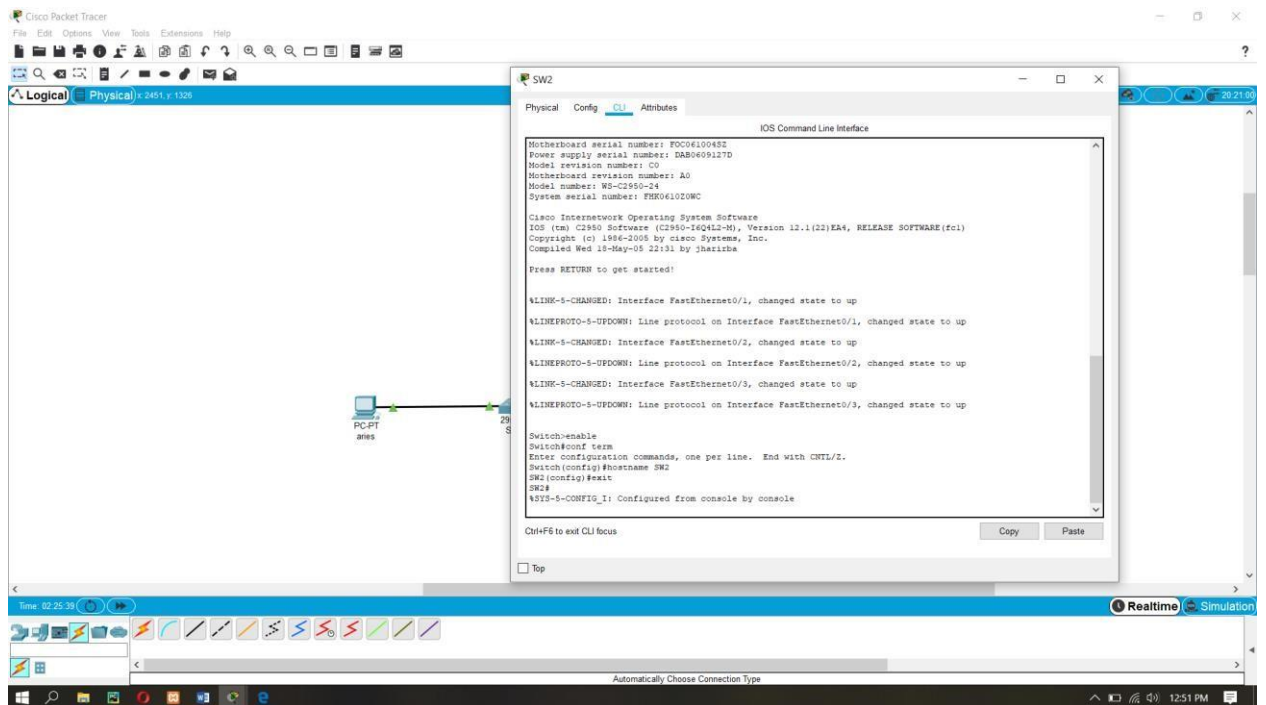 Cisco Packet Tracer
File Edit Options View Tools Extensions Help
?
Logical Physical x: 2451, y: 1326
20:21:00
SW2
Physical Config CLI Attributes
IOS Command Line Interface
Motherboard serial number: FOC061004SZ
Power supply serial number: DAB0609127D
Model revision number: C0
Motherboard revision number: A0
Model number: WS-C2950-24
System serial number: FHK0610Z0WC
Cisco Internetwork Operating System Software
IOS (tm) C2950 Software (C2950-I6Q4L2-M), Version 12.1(22)EA4, RELEASE SOFTWARE(fc1)
Copyright (c) 1986-2005 by cisco Systems, Inc.
Compiled Wed 18-May-05 22:31 by jharirba
Press RETURN to get started!
%LINK-5-CHANGED: Interface FastEthernet0/1, changed state to up
%LINEPROTO-5-UPDOWN: Line protocol on Interface FastEthernet0/1, changed state to up
%LINK-5-CHANGED: Interface FastEthernet0/2, changed state to up
%LINEPROTO-5-UPDOWN: Line protocol on Interface FastEthernet0/2, changed state to up
%LINK-5-CHANGED: Interface FastEthernet0/3, changed state to up
%LINEPROTO-5-UPDOWN: Line protocol on Interface FastEthernet0/3, changed state to up
Switch>enable
Switch#conf term
Enter configuration commands, one per line. End with CNTL/Z.
Switch(config)#hostname SW2
SW2(config)#exit
SW2#
%SYS-5-CONFIG_I: Configured from console by console
Ctrl+F6 to exit CLI focus
Copy Paste
Top
PC-PT
aries
29
S
Time: 02:25:39
Realtime Simulation
Automatically Choose Connection Type
12:51 PM